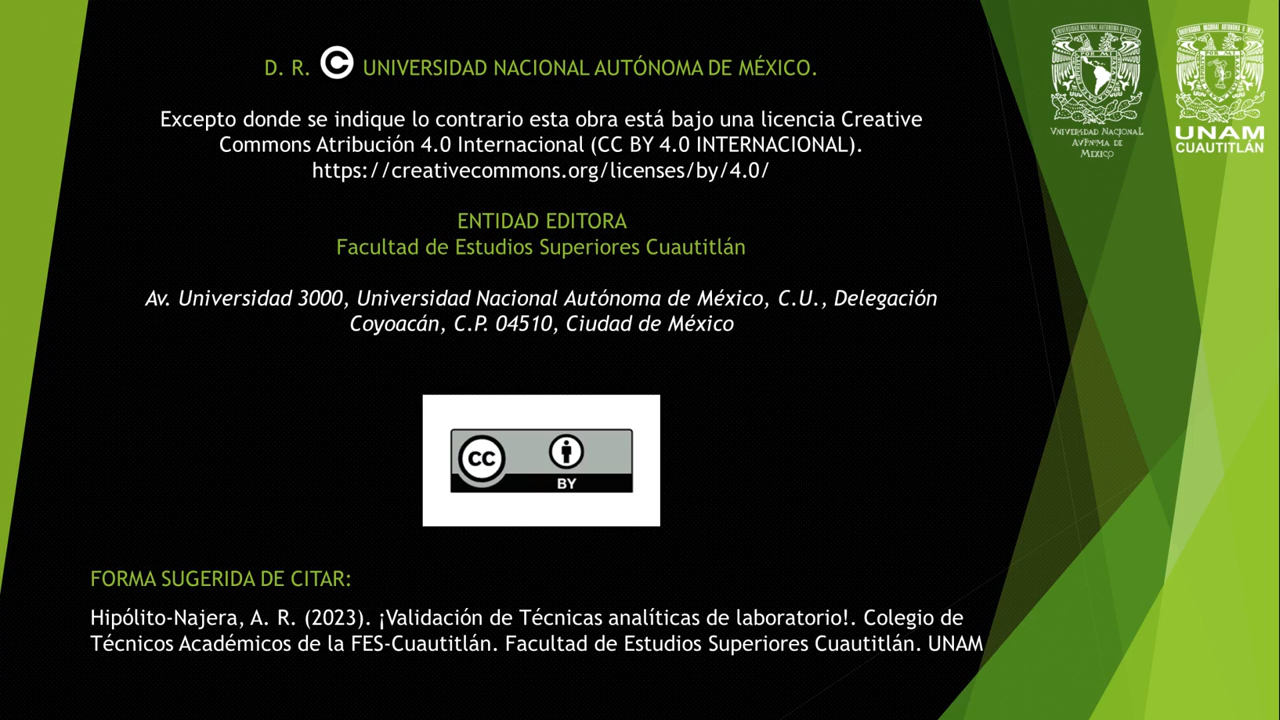 D. R. © UNIVERSIDAD NACIONAL AUTÓNOMA DE MÉXICO.
Excepto donde se indique lo contrario esta obra está bajo una licencia Creative
Commons Atribución 4.0 Internacional (CC BY 4.0 INTERNACIONAL).
https://creativecommons.org/licenses/by/4.0/
ENTIDAD EDITORA
Facultad de Estudios Superiores Cuautitlán
Av. Universidad 3000, Universidad Nacional Autónoma de México, C.U., Delegación
Coyoacán, C.P. 04510, Ciudad de México
CC
BY
FORMA SUGERIDA DE CITAR:
Hipólito-Najera, A. R. (2023). ¡Validación de Técnicas analíticas de laboratorio!. Colegio de
Técnicos Académicos de la FES-Cuautitlán. Facultad de Estudios Superiores Cuautitlán. UNAM
VNIVERSDAD NACIONAL
MEXICO
UNAM
CUAUTITLÁN